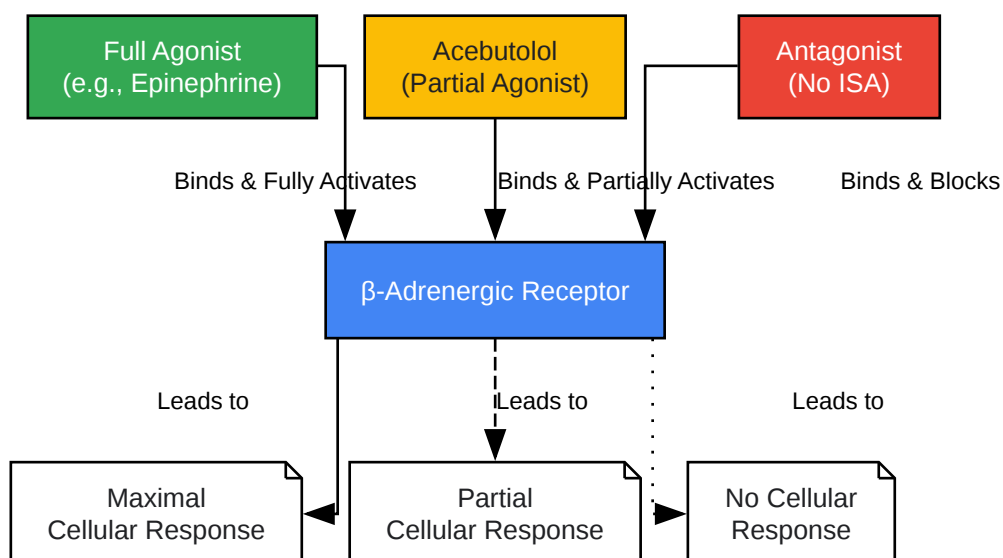 Full Agonist
(e.g., Epinephrine)
Acebutolol
(Partial Agonist)
Antagonist
(No ISA)
Binds & Fully Activates
Binds & Partially Activates
Binds & Blocks
β-Adrenergic Receptor
Leads to
Leads to
Leads to
Maximal
Cellular Response
Partial
Cellular Response
No Cellular
Response